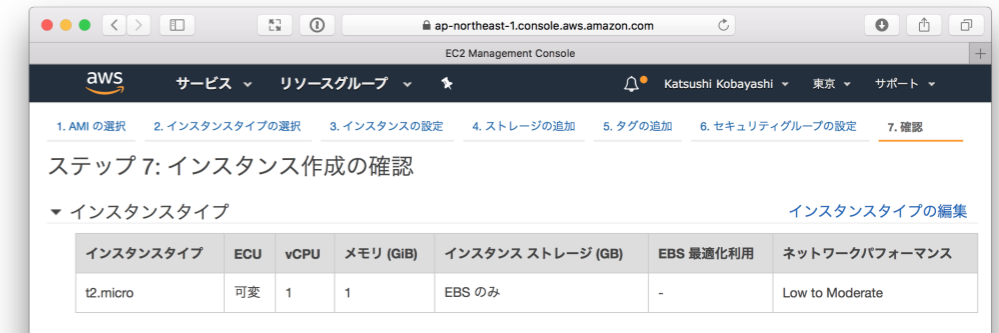 ap-northeast-1.console.aws.amazon.com
EC2 Management Console
aws サービス リソースグループ Katsushi Kobayashi 東京 サポート
1. AMI の選択 2. インスタンスタイプの選択 3. インスタンスの設定 4. ストレージの追加 5. タグの追加 6. セキュリティグループの設定 7. 確認
ステップ 7: インスタンス作成の確認
インスタンスタイプ インスタンスタイプの編集
インスタンスタイプ ECU vCPU メモリ (GiB) インスタンス ストレージ (GB) EBS 最適化利用 ネットワークパフォーマンス
t2.micro 可変 1 1 EBS のみ - Low to Moderate